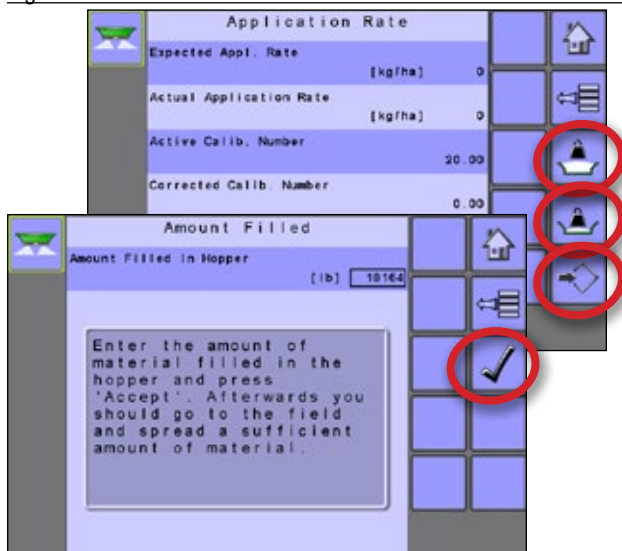 Application Rate
Expected Appl. Rate
[kg/ha] 0
Actual Application Rate
[kg/ha] 0
Active Calib. Number
20.00
Corrected Calib. Number
0.00
Amount Filled
Amount Filled in Hopper
[lb] 10164
Enter the amount of
material filled in the
hopper and press
'Accept'. Afterwards you
should go to the field
and spread a sufficient
amount of material.